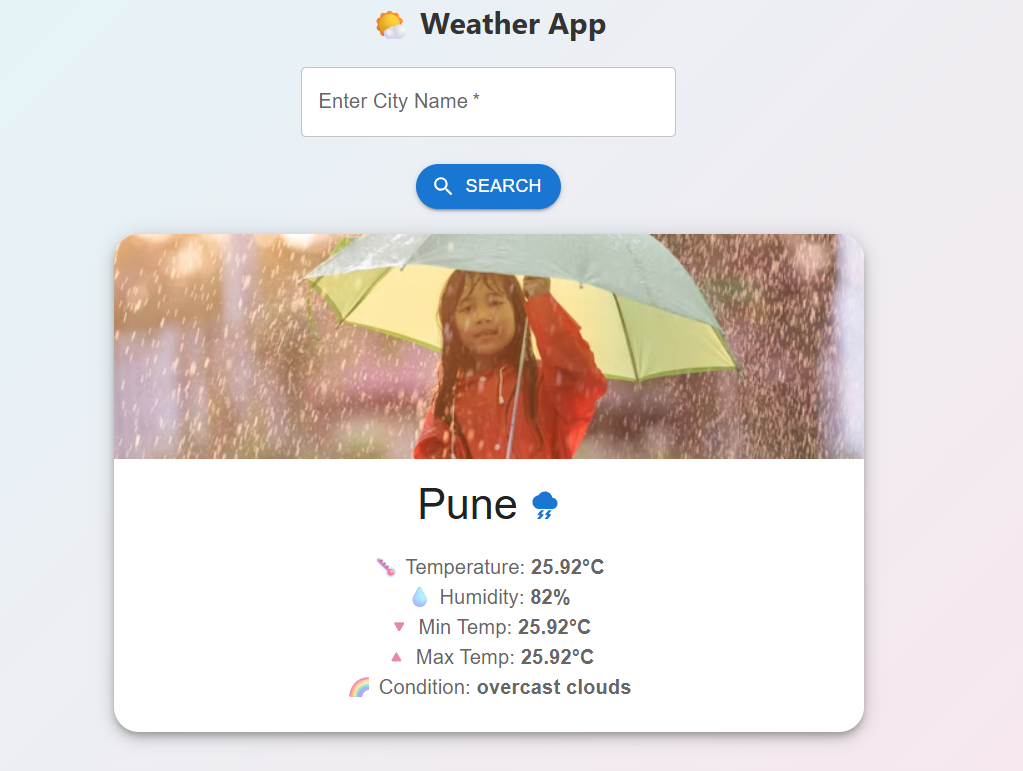 Weather App
Enter City Name *
SEARCH
Pune
Temperature: 25.92°C
Humidity: 82%
Min Temp: 25.92°C
Max Temp: 25.92°C
Condition: overcast clouds